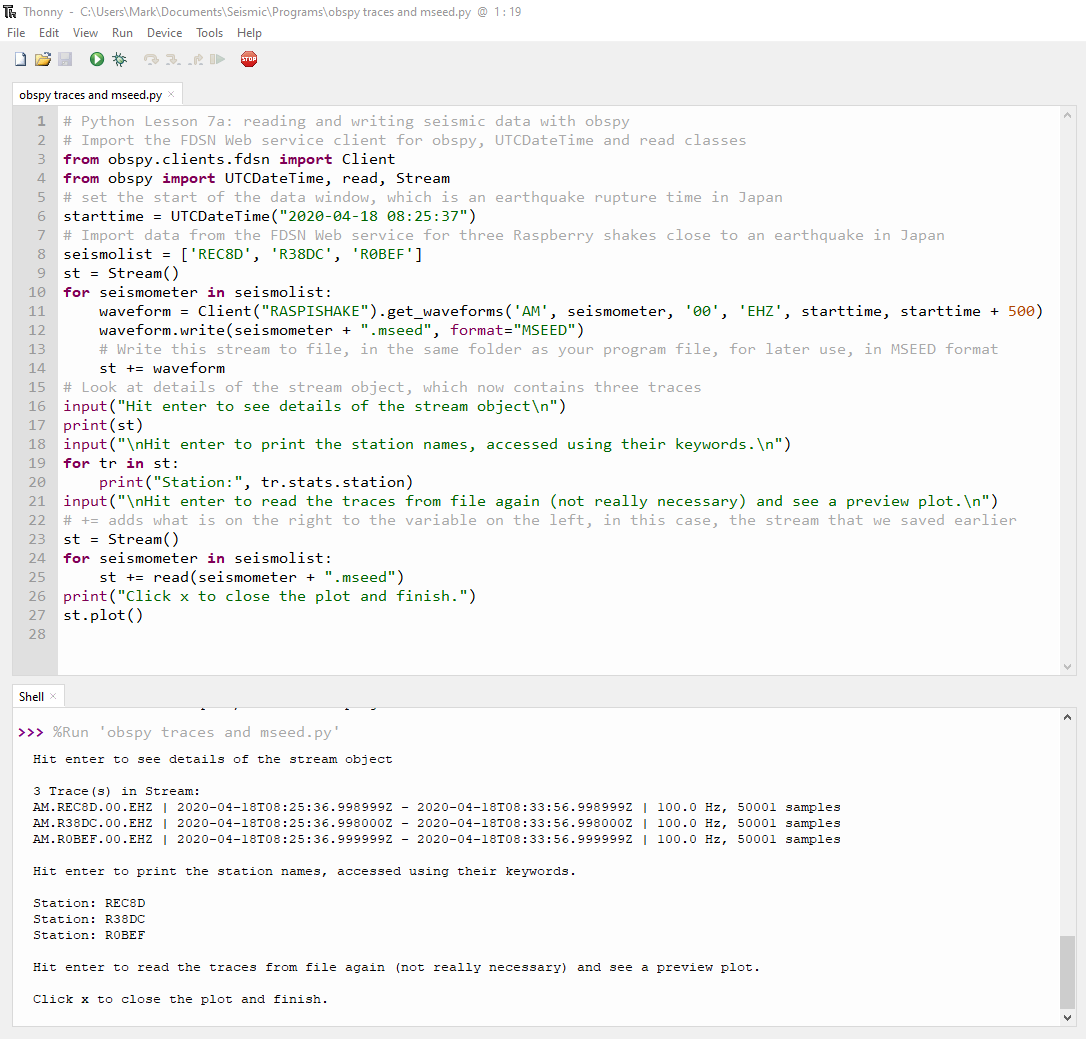 Thonny - C:\Users\Mark\Documents\Seismic\Programs\obspy traces and mseed.py @ 1 : 19
File Edit View Run Device Tools Help
STOP
obspy traces and mseed.py ×
1 # Python Lesson 7a: reading and writing seismic data with obspy
2 # Import the FDSN Web service client for obspy, UTCDateTime and read classes
3 from obspy.clients.fdsn import Client
4 from obspy import UTCDateTime, read, Stream
5 # set the start of the data window, which is an earthquake rupture time in Japan
6 starttime = UTCDateTime("2020-04-18 08:25:37")
7 # Import data from the FDSN Web service for three Raspberry shakes close to an earthquake in Japan
8 seismolist = ['REC8D', 'R38DC', 'R0BEF']
9 st = Stream()
10 for seismometer in seismolist:
11     waveform = Client("RASPISHAKE").get_waveforms('AM', seismometer, '00', 'EHZ', starttime, starttime + 500)
12     waveform.write(seismometer + ".mseed", format="MSEED")
13     # Write this stream to file, in the same folder as your program file, for later use, in MSEED format
14     st += waveform
15 # Look at details of the stream object, which now contains three traces
16 input("Hit enter to see details of the stream object\n")
17 print(st)
18 input("\nHit enter to print the station names, accessed using their keywords.\n")
19 for tr in st:
20     print("Station:", tr.stats.station)
21 input("\nHit enter to read the traces from file again (not really necessary) and see a preview plot.\n")
22 # += adds what is on the right to the variable on the left, in this case, the stream that we saved earlier
23 st = Stream()
24 for seismometer in seismolist:
25     st += read(seismometer + ".mseed")
26 print("Click x to close the plot and finish.")
27 st.plot()
28
Shell ×
>>> %Run 'obspy traces and mseed.py'
Hit enter to see details of the stream object
3 Trace(s) in Stream:
AM.REC8D.00.EHZ | 2020-04-18T08:25:36.998999Z - 2020-04-18T08:33:56.998999Z | 100.0 Hz, 50001 samples
AM.R38DC.00.EHZ | 2020-04-18T08:25:36.998000Z - 2020-04-18T08:33:56.998000Z | 100.0 Hz, 50001 samples
AM.R0BEF.00.EHZ | 2020-04-18T08:25:36.999999Z - 2020-04-18T08:33:56.999999Z | 100.0 Hz, 50001 samples
Hit enter to print the station names, accessed using their keywords.
Station: REC8D
Station: R38DC
Station: R0BEF
Hit enter to read the traces from file again (not really necessary) and see a preview plot.
Click x to close the plot and finish.